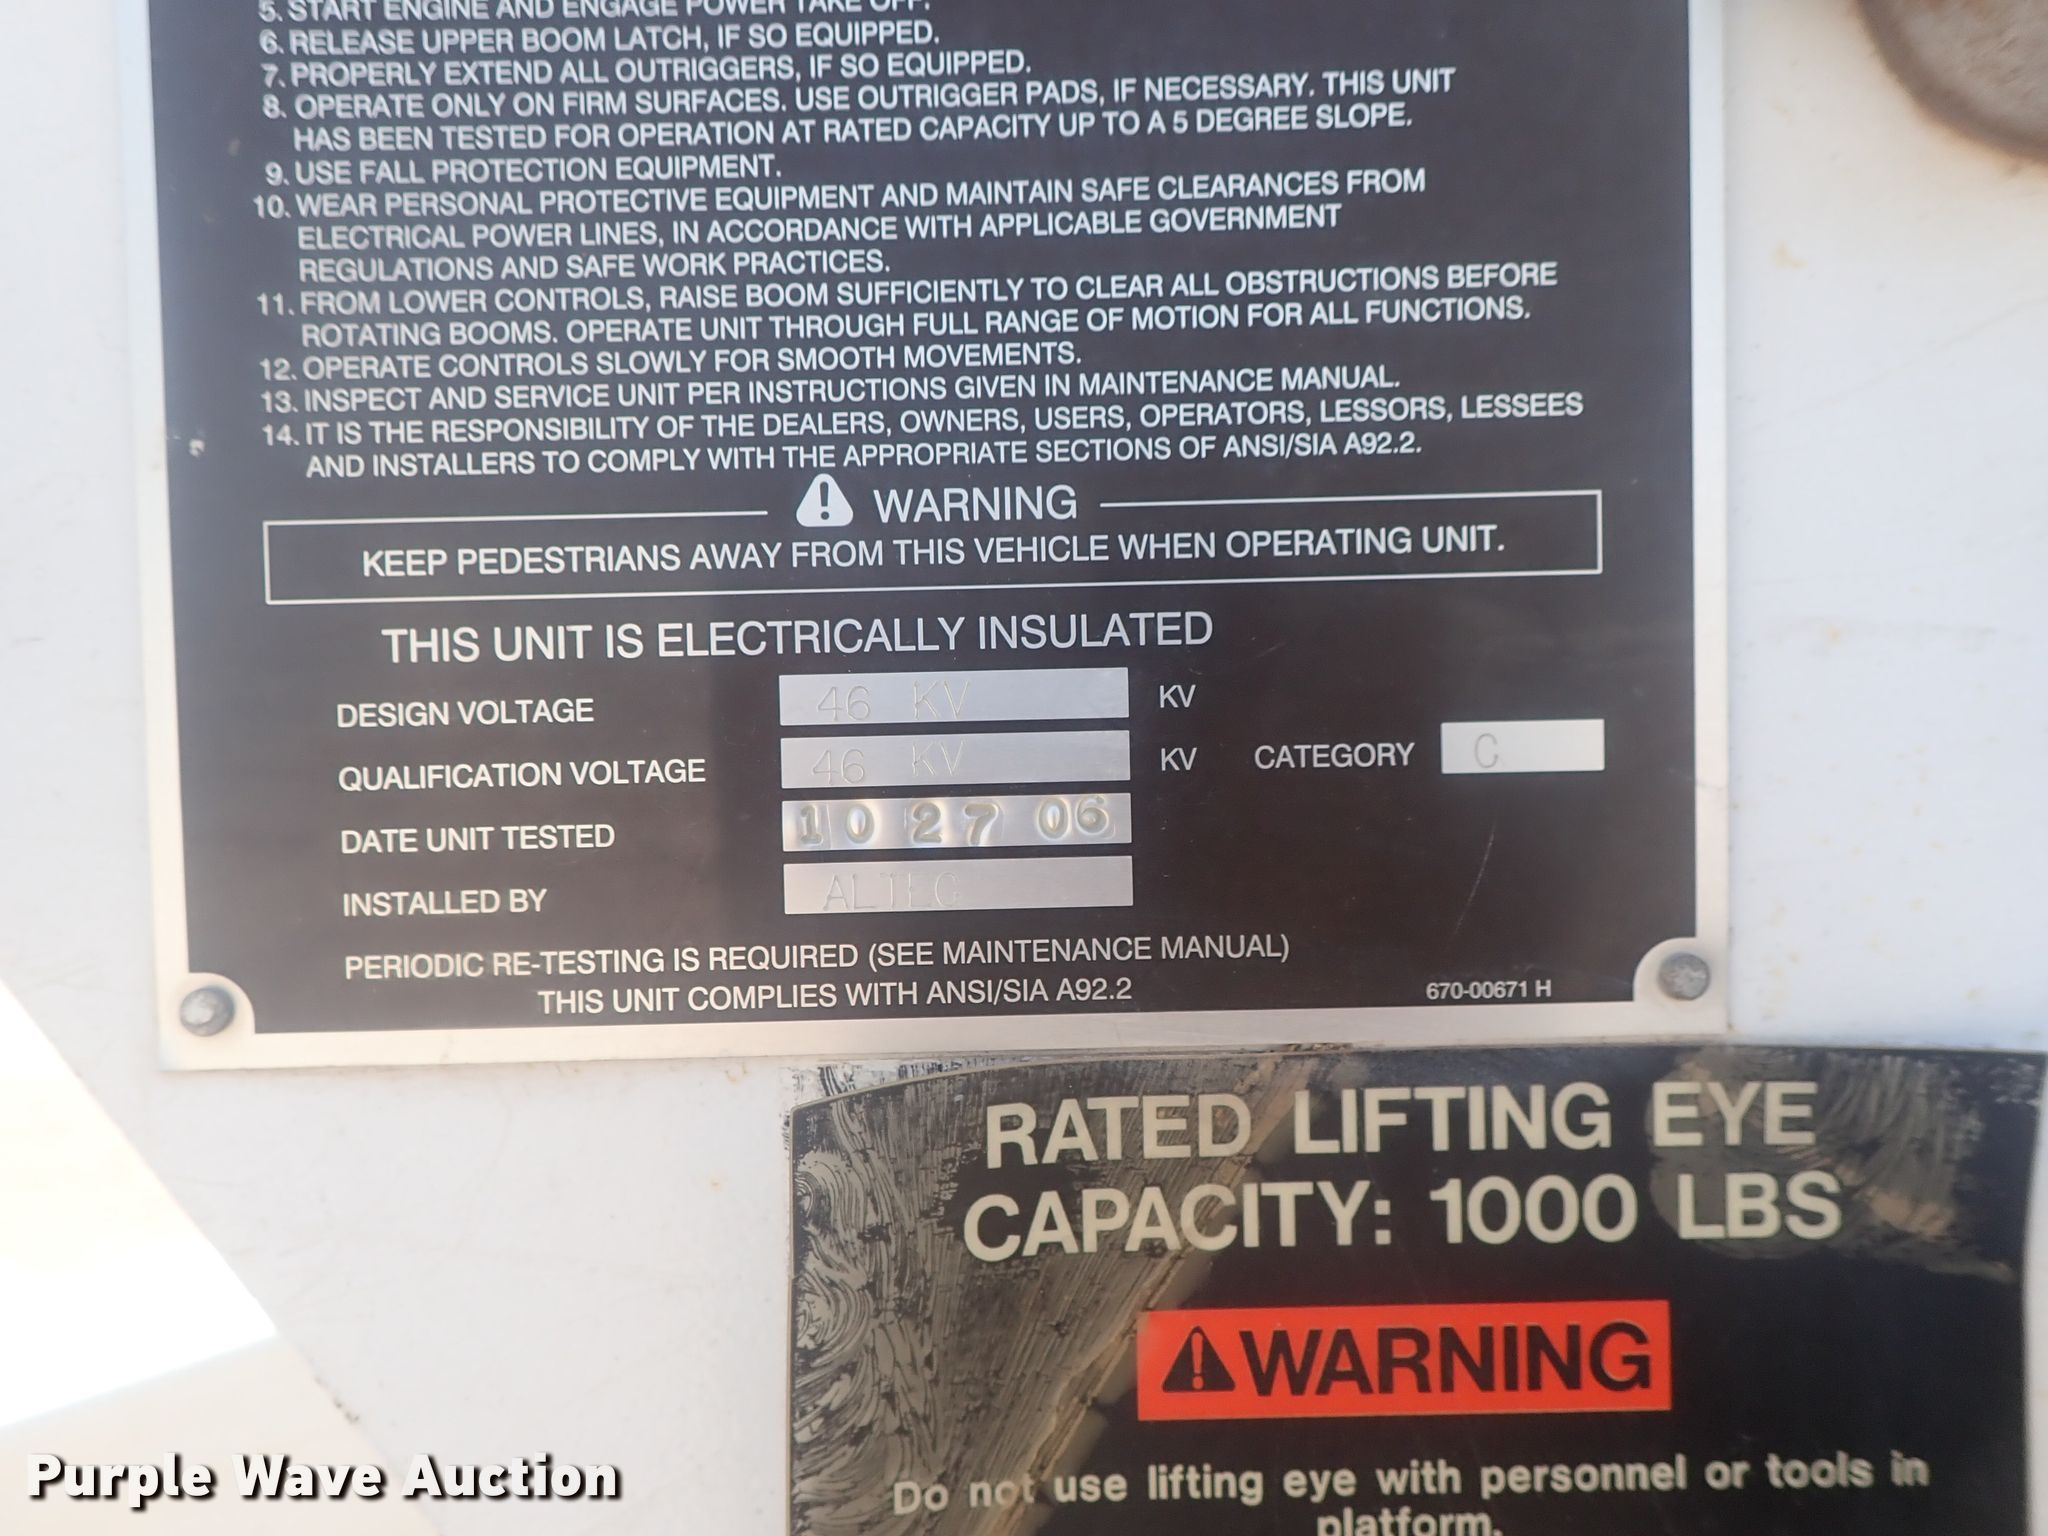 5. START ENGINE AND ENGAGE POWER TAKE OFF.
6. RELEASE UPPER BOOM LATCH, IF SO EQUIPPED.
7. PROPERLY EXTEND ALL OUTRIGGERS, IF SO EQUIPPED.
8. OPERATE ONLY ON FIRM SURFACES. USE OUTRIGGER PADS, IF NECESSARY. THIS UNIT
HAS BEEN TESTED FOR OPERATION AT RATED CAPACITY UP TO A 5 DEGREE SLOPE.
9. USE FALL PROTECTION EQUIPMENT.
10. WEAR PERSONAL PROTECTIVE EQUIPMENT AND MAINTAIN SAFE CLEARANCES FROM
ELECTRICAL POWER LINES, IN ACCORDANCE WITH APPLICABLE GOVERNMENT
REGULATIONS AND SAFE WORK PRACTICES.
11. FROM LOWER CONTROLS, RAISE BOOM SUFFICIENTLY TO CLEAR ALL OBSTRUCTIONS BEFORE
ROTATING BOOMS. OPERATE UNIT THROUGH FULL RANGE OF MOTION FOR ALL FUNCTIONS.
12. OPERATE CONTROLS SLOWLY FOR SMOOTH MOVEMENTS.
13. INSPECT AND SERVICE UNIT PER INSTRUCTIONS GIVEN IN MAINTENANCE MANUAL.
14. IT IS THE RESPONSIBILITY OF THE DEALERS, OWNERS, USERS, OPERATORS, LESSORS, LESSEES
AND INSTALLERS TO COMPLY WITH THE APPROPRIATE SECTIONS OF ANSI/SIA A92.2.
WARNING
KEEP PEDESTRIANS AWAY FROM THIS VEHICLE WHEN OPERATING UNIT.
THIS UNIT IS ELECTRICALLY INSULATED
DESIGN VOLTAGE 46 KV KV
QUALIFICATION VOLTAGE 46 KV KV CATEGORY C
DATE UNIT TESTED 10 27 06
INSTALLED BY ALTEC
PERIODIC RE-TESTING IS REQUIRED (SEE MAINTENANCE MANUAL)
THIS UNIT COMPLIES WITH ANSI/SIA A92.2 670-00671 H
RATED LIFTING EYE
CAPACITY: 1000 LBS
WARNING
Do not use lifting eye with personnel or tools in
platform.
Purple Wave Auction